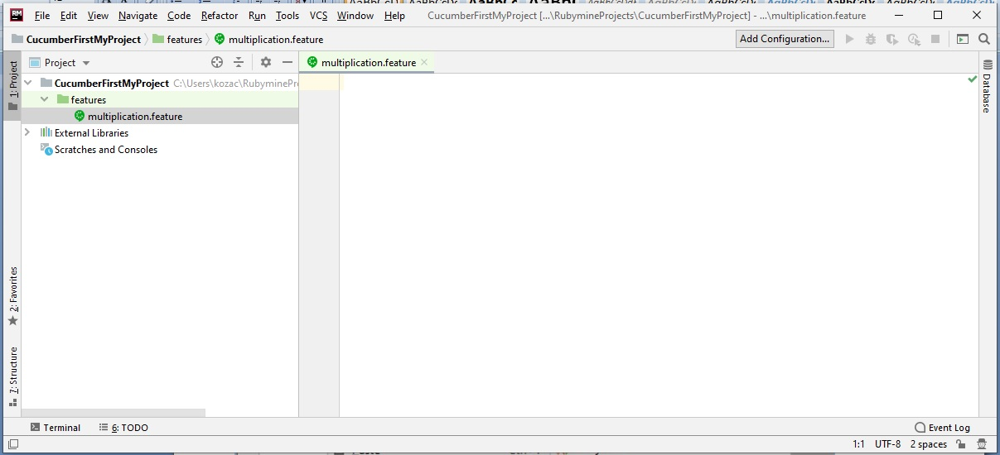 RM File Edit View Navigate Code Refactor Run Tools VCS Window Help CucumberFirstMyProject [...\RubymineProjects\CucumberFirstMyProject] - ...\multiplication.feature
CucumberFirstMyProject features multiplication.feature Add Configuration...
1: Project
Project
multiplication.feature
CucumberFirstMyProject C:\Users\kozac\RubyminePr
features
multiplication.feature
External Libraries
Scratches and Consoles
Database
2: Favorites
7: Structure
Terminal 6: TODO Event Log
1:1 UTF-8 2 spaces